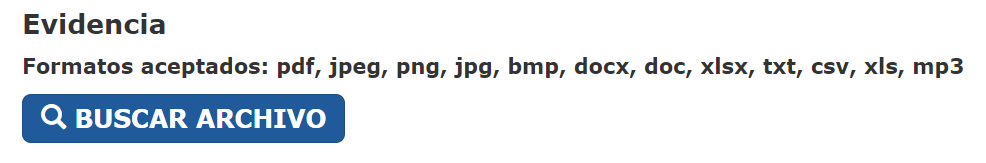 Evidencia
Formatos aceptados: pdf, jpeg, png, jpg, bmp, docx, doc, xlsx, txt, csv, xls, mp3
BUSCAR ARCHIVO